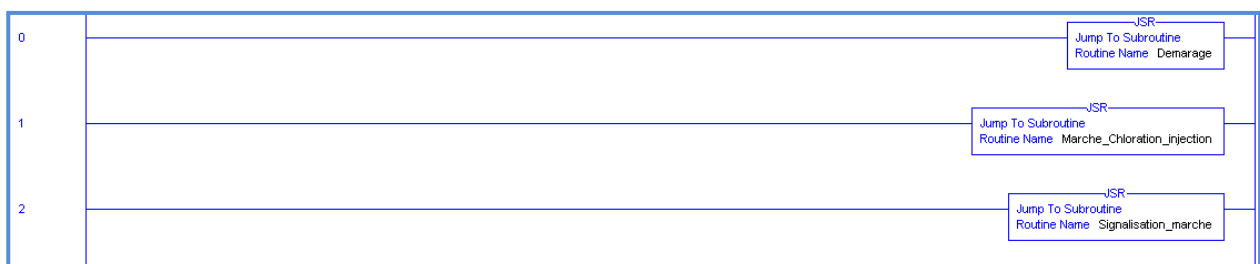 JSR
0
Jump To Subroutine
Routine Name Demarage
JSR
1
Jump To Subroutine
Routine Name Marche_Chloration_injection
JSR
2
Jump To Subroutine
Routine Name Signalisation_marche